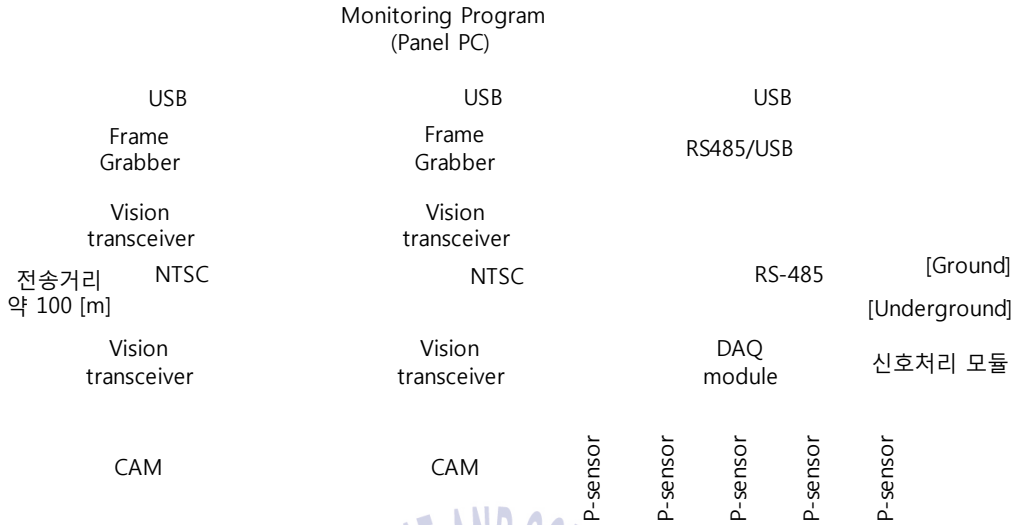 Monitoring Program
(Panel PC)
USB
USB
USB
Frame
Grabber
Frame
Grabber
RS485/USB
Vision
transceiver
Vision
transceiver
전송거리
약 100 [m]
NTSC
NTSC
RS-485
[Ground]
[Underground]
Vision
transceiver
Vision
transceiver
DAQ
module
신호처리 모듈
CAM
CAM
P-sensor
P-sensor
P-sensor
P-sensor
P-sensor